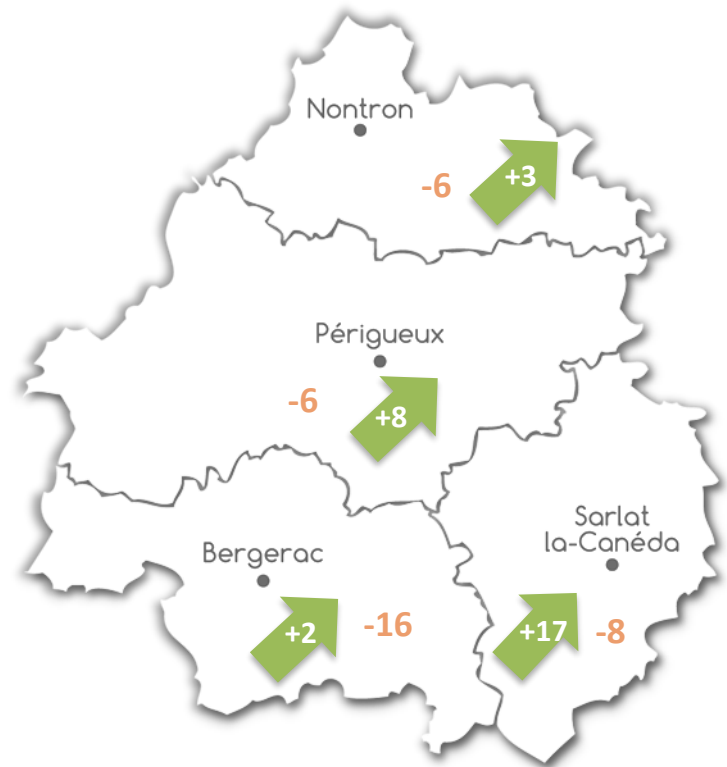 Nontron
-6
+3
Périgueux
-6
+8
Sarlat
la-Canéda
Bergerac
+2
-16
+17
-8